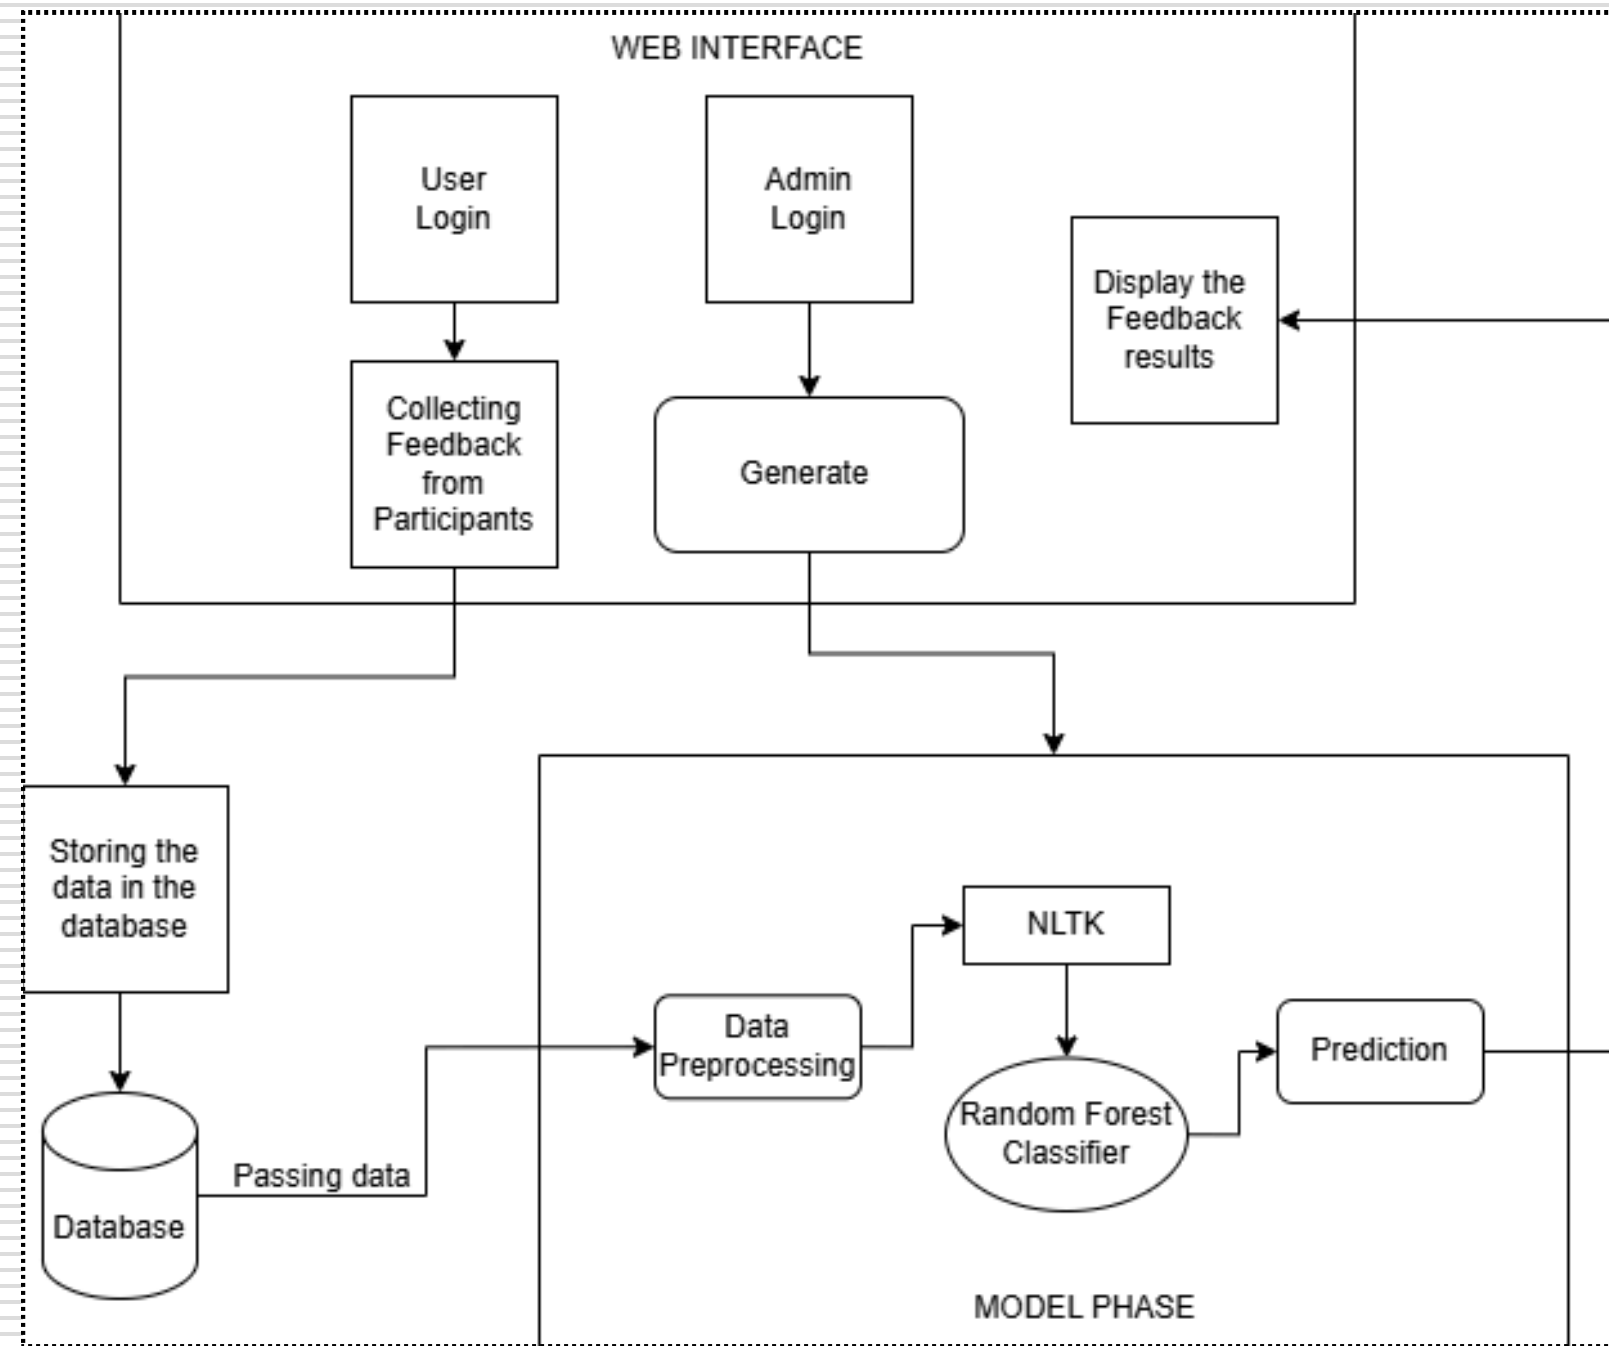 WEB INTERFACE
User
Login
Admin
Login
Display the
Feedback
results
Collecting
Feedback
from
Participants
Generate
Storing the
data in the
database
NLTK
Data
Preprocessing
Prediction
Random Forest
Classifier
Passing data
Database
MODEL PHASE